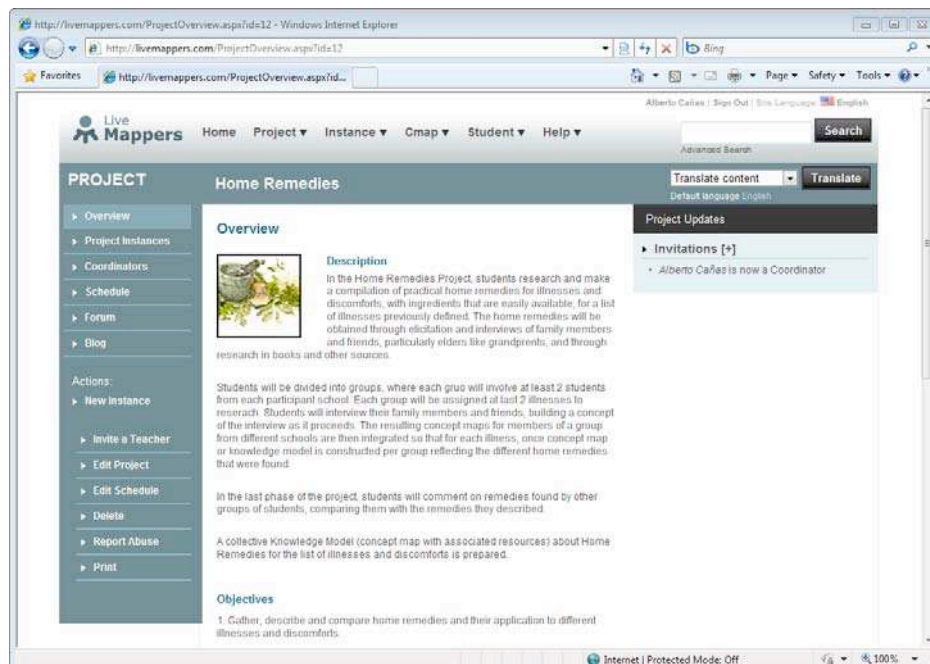 http://livemappers.com/ProjectOverview.aspx?id=12 - Windows Internet Explorer
http://livemappers.com/ProjectOverview.aspx?id=12
Bing
Favorites
http://livemappers.com/ProjectOverview.aspx?id...
Page Safety Tools
Alberto Cañas | Sign Out | Site Language English
Live Mappers
Home Project Instance Cmap Student Help
Search
Advanced Search
PROJECT
Home Remedies
Translate content Translate
Default language English
Overview
Project Instances
Coordinators
Schedule
Forum
Blog
Actions:
New Instance
Invite a Teacher
Edit Project
Edit Schedule
Delete
Report Abuse
Print
Overview
Description
In the Home Remedies Project, students research and make
a compilation of practical home remedies for illnesses and
discomforts, with ingredients that are easily available, for a list
of illnesses previously defined. The home remedies will be
obtained through elicitation and interviews of family members
and friends, particularly elders like grandprents, and through
research in books and other sources.
Students will be divided into groups, where each gruo will involve at least 2 students
from each participant school. Each group will be assigned at last 2 illnesses to
reserach. Students will interview their family members and friends, building a concept
of the interview as it proceeds. The resulting concept maps for members of a group
from different schools are then integrated so that for each illness, once concept map
or knowledge model is constructed per group reflecting the different home remedies
that were found.
In the last phase of the project, students will comment on remedies found by other
groups of students, comparing them with the remedies they described.
A collective Knowledge Model (concept map with associated resources) about Home
Remedies for the list of illnesses and discomforts is prepared.
Objectives
1. Gather, describe and compare home remedies and their application to different
illnesses and discomforts.
Project Updates
Invitations [+]
Alberto Cañas is now a Coordinator
Internet | Protected Mode: Off
100%